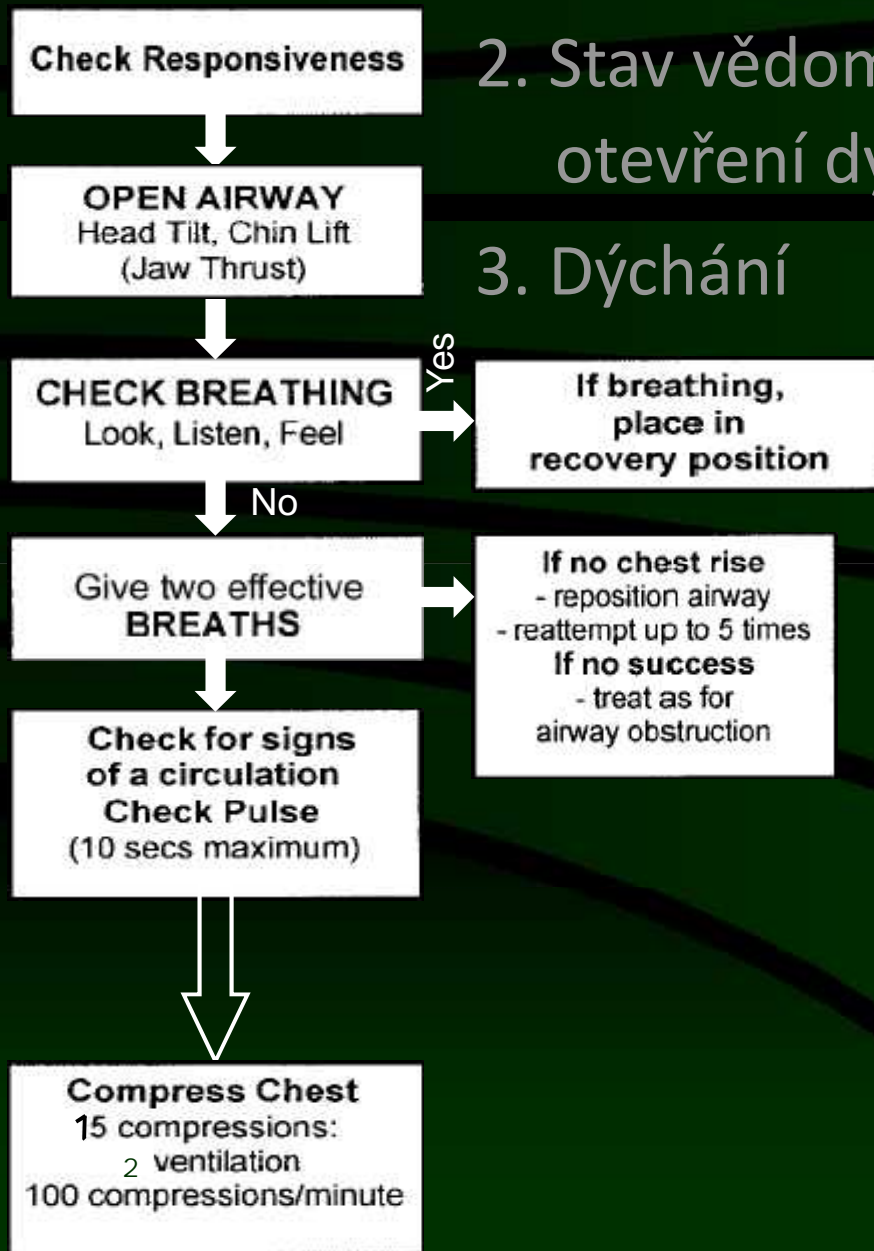 Check Responsiveness
2. Stav vědom
otevření dý
OPEN AIRWAY
Head Tilt, Chin Lift
(Jaw Thrust)
3. Dýchání
CHECK BREATHING
Look, Listen, Feel
Yes
If breathing,
place in
recovery position
No
Give two effective
BREATHS
If no chest rise
- reposition airway
- reattempt up to 5 times
If no success
- treat as for
airway obstruction
Check for signs
of a circulation
Check Pulse
(10 secs maximum)
Compress Chest
15 compressions:
2 ventilation
100 compressions/minute